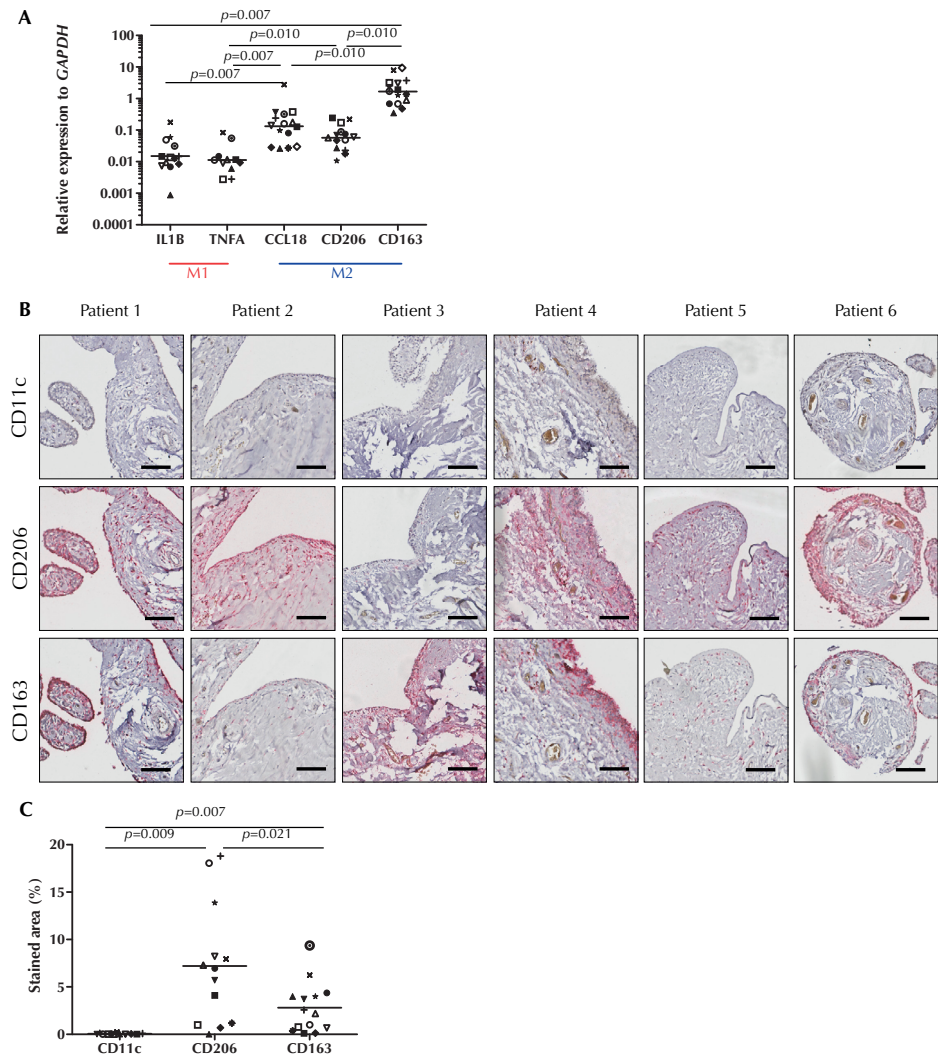 A
p=0.007
p=0.010
p=0.010
p=0.007
p=0.010
p=0.007
Relative expression to GAPDH
100
10
1
0.1
0.01
0.001
0.0001
IL1B TNFA CCL18 CD206 CD163
M1 M2
B Patient 1 Patient 2 Patient 3 Patient 4 Patient 5 Patient 6
CD11c
CD206
CD163
C
p=0.007
p=0.009 p=0.021
Stained area (%)
20
15
10
5
0
CD11c CD206 CD163